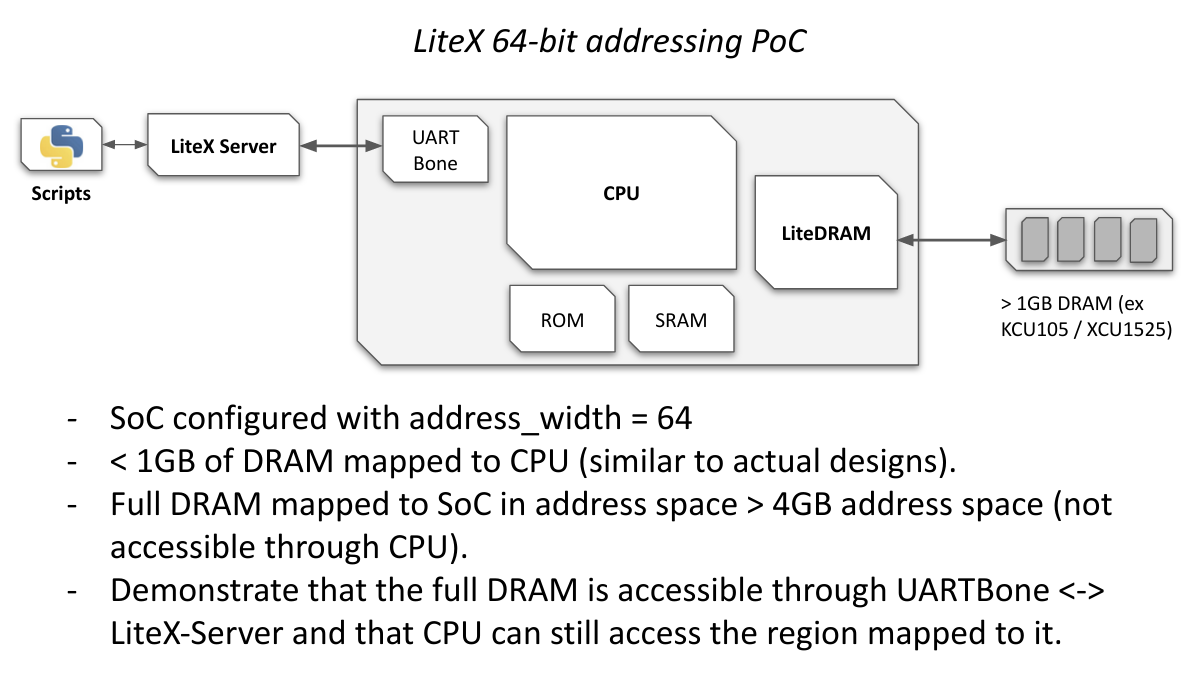 LiteX 64-bit addressing PoC
Scripts
LiteX Server
UART
Bone
CPU
ROM
SRAM
LiteDRAM
> 1GB DRAM (ex
KCU105 / XCU1525)
- SoC configured with address_width = 64
- < 1GB of DRAM mapped to CPU (similar to actual designs).
- Full DRAM mapped to SoC in address space > 4GB address space (not
accessible through CPU).
- Demonstrate that the full DRAM is accessible through UARTBone <->
LiteX-Server and that CPU can still access the region mapped to it.